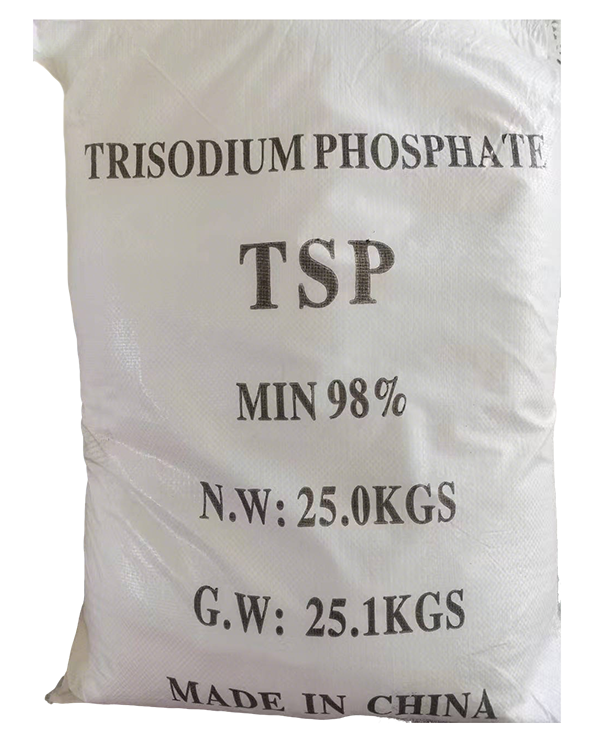 TRISODIUM PHOSPHATE
TSP
MIN 98%
N.W: 25.0KGS
G.W: 25.1KGS
MADE IN CHINA